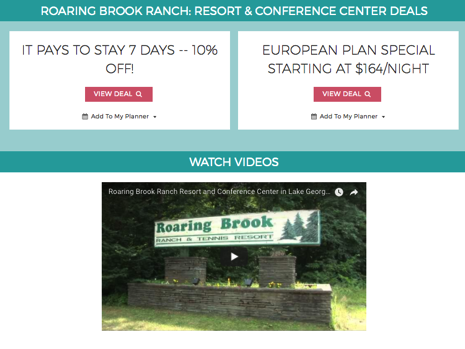 ROARING BROOK RANCH: RESORT & CONFERENCE CENTER DEALS
IT PAYS TO STAY 7 DAYS -- 10%
OFF!
VIEW DEAL
Add To My Planner
EUROPEAN PLAN SPECIAL
STARTING AT $164/NIGHT
VIEW DEAL
Add To My Planner
WATCH VIDEOS
Roaring Brook Ranch Resort and Conference Center in Lake Georg...
Roaring Brook
RANCH & TENNIS RESORT